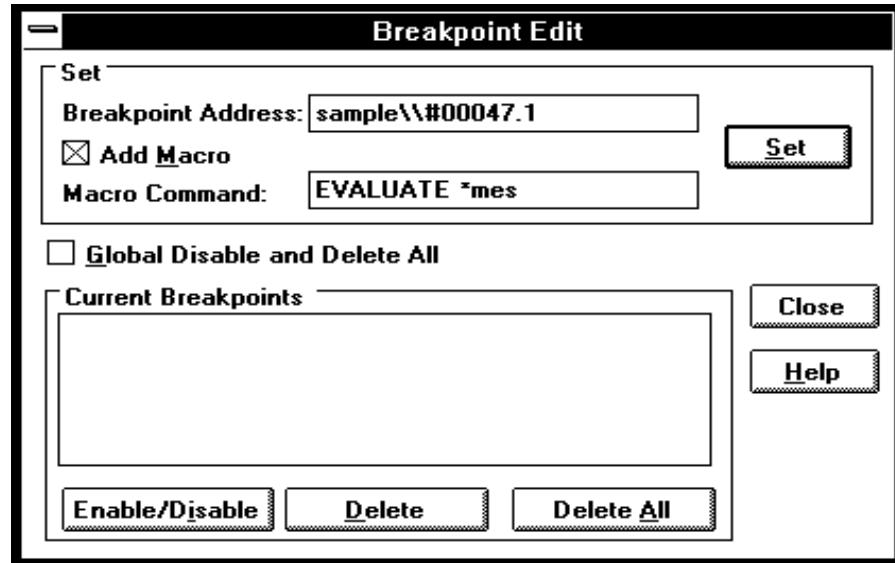 Breakpoint Edit
Set
Breakpoint Address: sample\\#00047.1
Add Macro
Set
Macro Command: EVALUATE *mes
Global Disable and Delete All
Current Breakpoints
Close
Help
Enable/Disable Delete Delete All